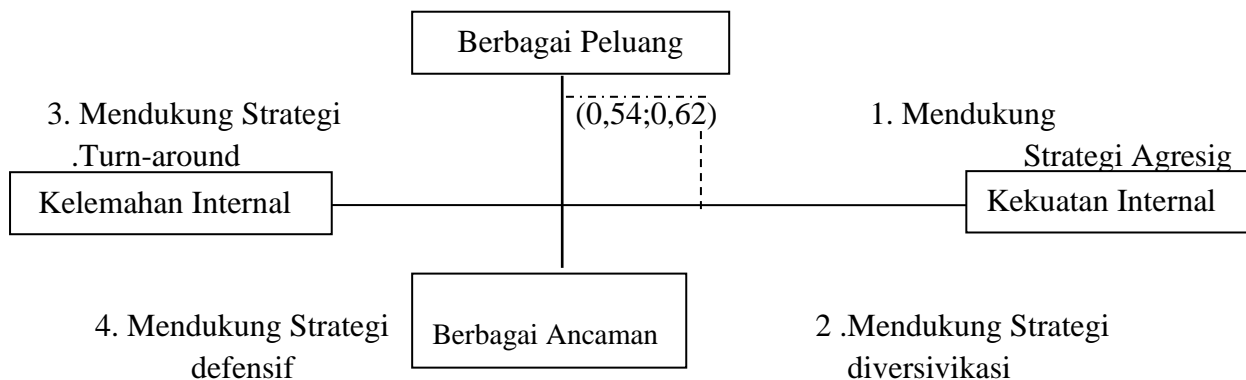 Berbagai Peluang
3. Mendukung Strategi
.Turn-around
(0,54;0,62)
1. Mendukung
Strategi Agresig
Kelemahan Internal
Kekuatan Internal
4. Mendukung Strategi
defensif
Berbagai Ancaman
2 .Mendukung Strategi
diversivikasi